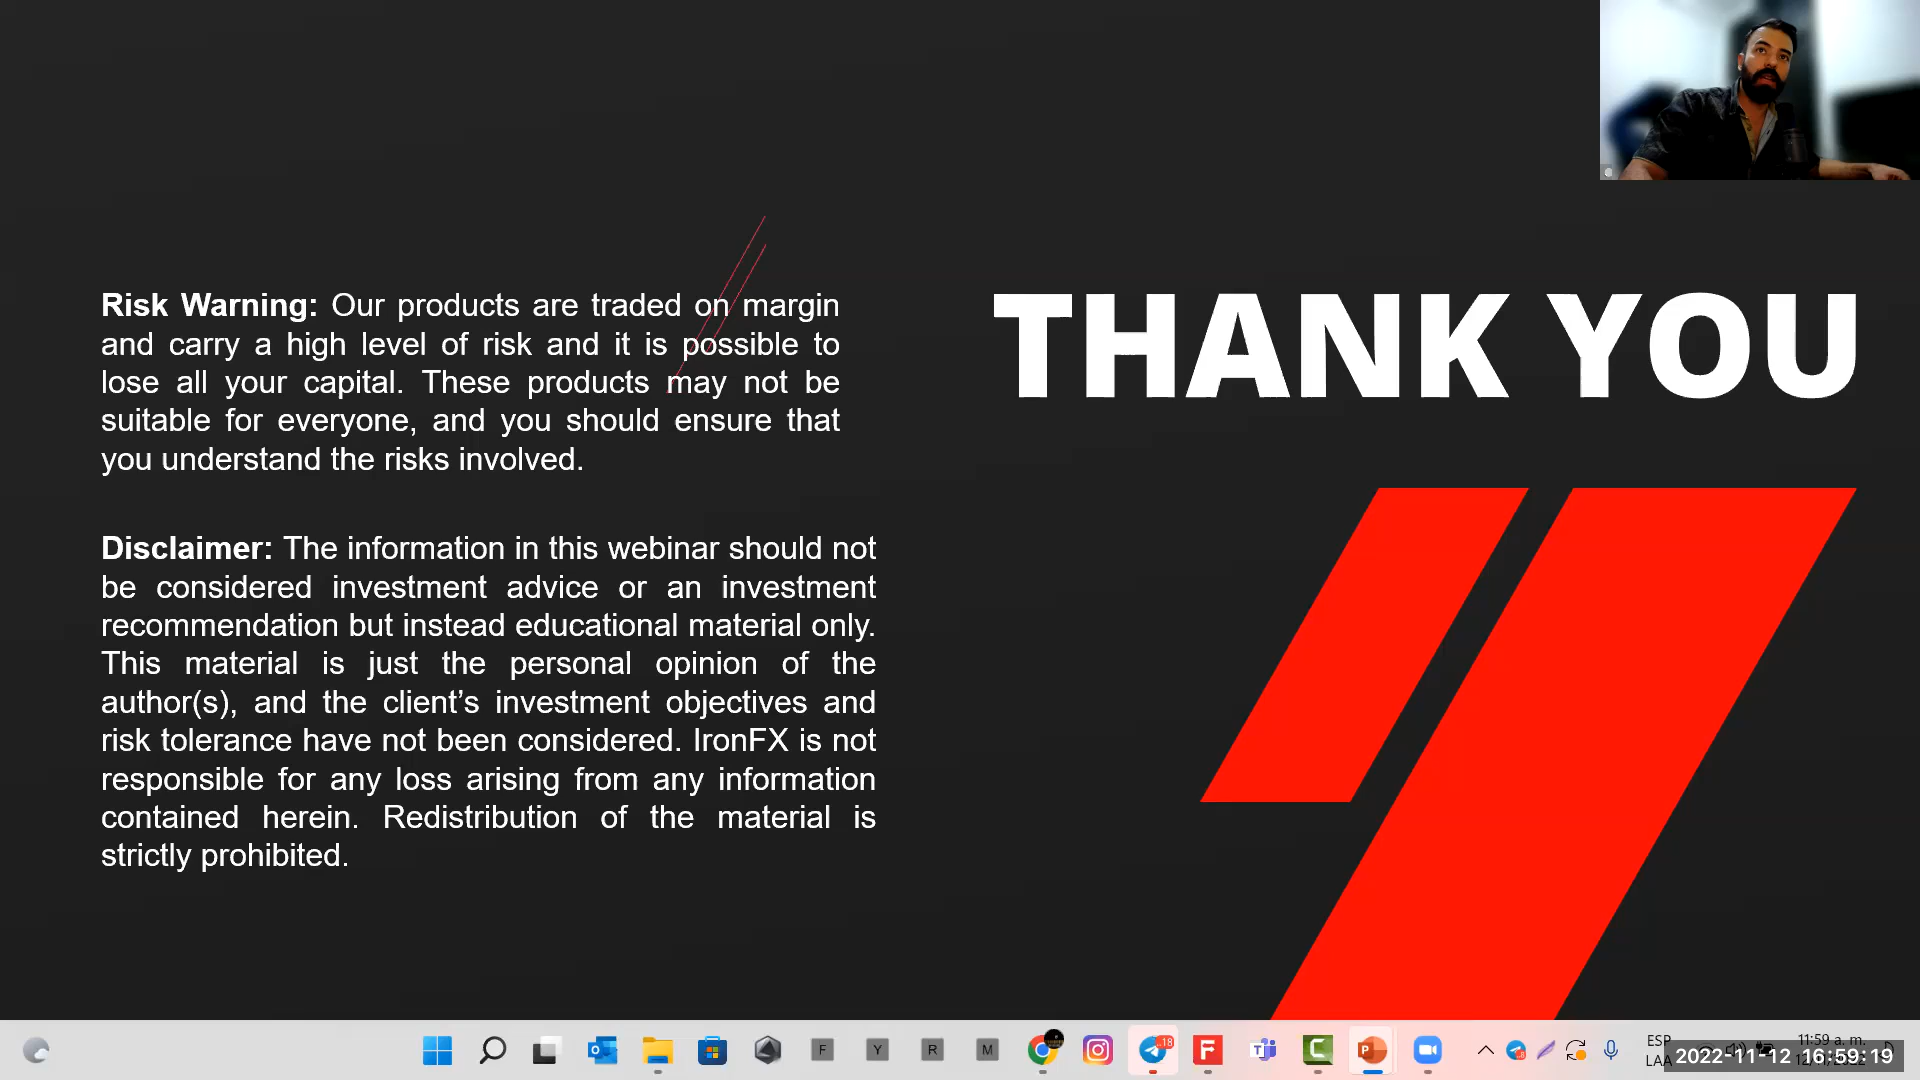 Risk Warning: Our products are traded on margin
and carry a high level of risk and it is possible to
lose all your capital. These products may not be
suitable for everyone, and you should ensure that
you understand the risks involved.
Disclaimer: The information in this webinar should not
be considered investment advice or an investment
recommendation but instead educational material only.
This material is just the personal opinion of the
author(s), and the client’s investment objectives and
risk tolerance have not been considered. IronFX is not
responsible for any loss arising from any information
contained herein. Redistribution of the material is
strictly prohibited.
THANK YOU
F Y R M
18
ESP
LAA
11:59 a. m.
2022-11-12 16:59:19